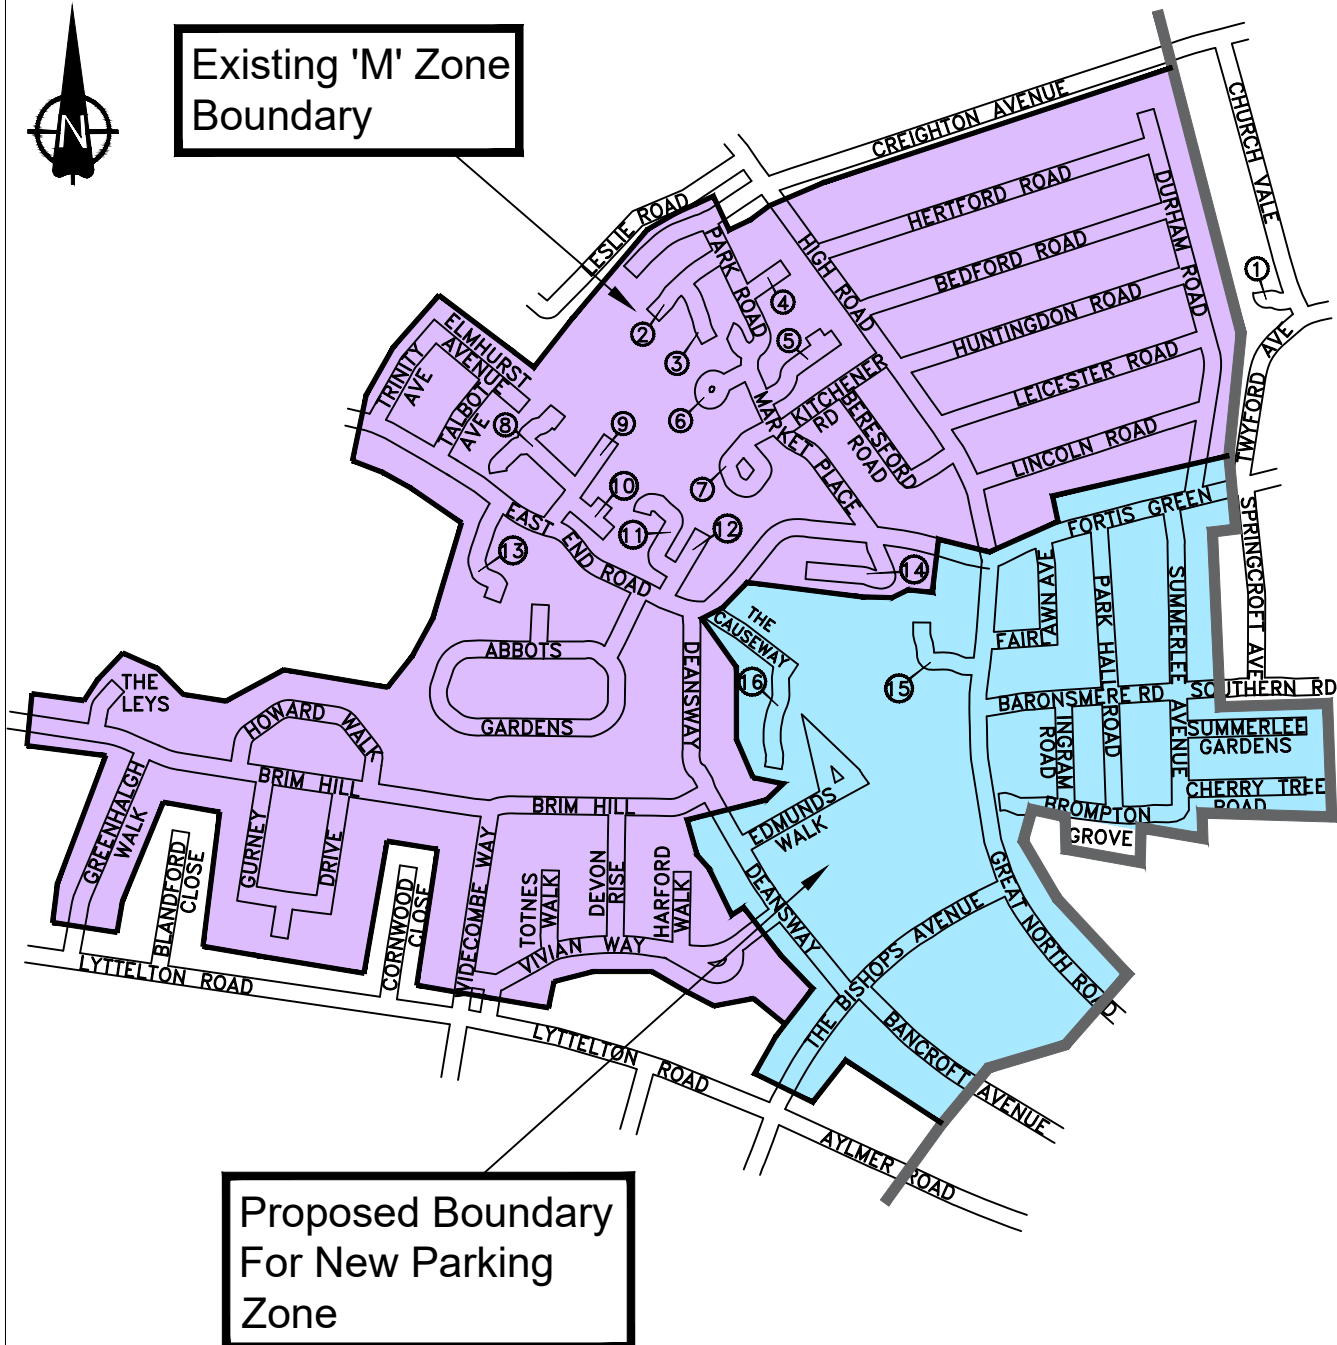 Existing 'M' Zone
Boundary
N
CREIGHTON AVENUE
CHURCH VALE
LESLIE ROAD
HERTFORD ROAD
DURHAM ROAD
PARK ROAD
HIGH ROAD
BEDFORD ROAD
1
4
2
3
5
HUNTINGDON ROAD
ELMHURST
AVENUE
TRINITY
AVE
TALBOT
AVE
LEICESTER ROAD
TWYFORD AVE
KITCHENER
RD
BERESFORD
ROAD
6
MARKET PLACE
8
9
LINCOLN ROAD
7
10
11
12
EAST
END ROAD
13
14
FORTIS GREEN
SPRINGCROFT AVE
FAIRLAWN AVE
PARK HALL ROAD
SUMMERLEE
AVENUE
THE
CAUSEWAY
ABBOTS
GARDENS
DEANSWAY
15
16
BARONSMERE RD
SOUTHERN RD
THE
LEYS
HOWARD WALK
INGRAM
ROAD
SUMMERLEE
GARDENS
BRIM HILL
BRIM HILL
CHERRY TREE
ROAD
GREENHALGH
WALK
EDMUNDS
WALK
BROMPTON
GROVE
GURNEY
DRIVE
BLANDFORD
CLOSE
CORNWOOD
CLOSE
WIDECOMBE WAY
TOTNES
WALK
DEVON
RISE
HARFORD
WALK
DEANSWAY
GREAT NORTH ROAD
VIVIAN WAY
THE BISHOPS AVENUE
LYTTELTON ROAD
BANCROFT AVENUE
LYTTELTON ROAD
AYLMER ROAD
Proposed Boundary
For New Parking
Zone